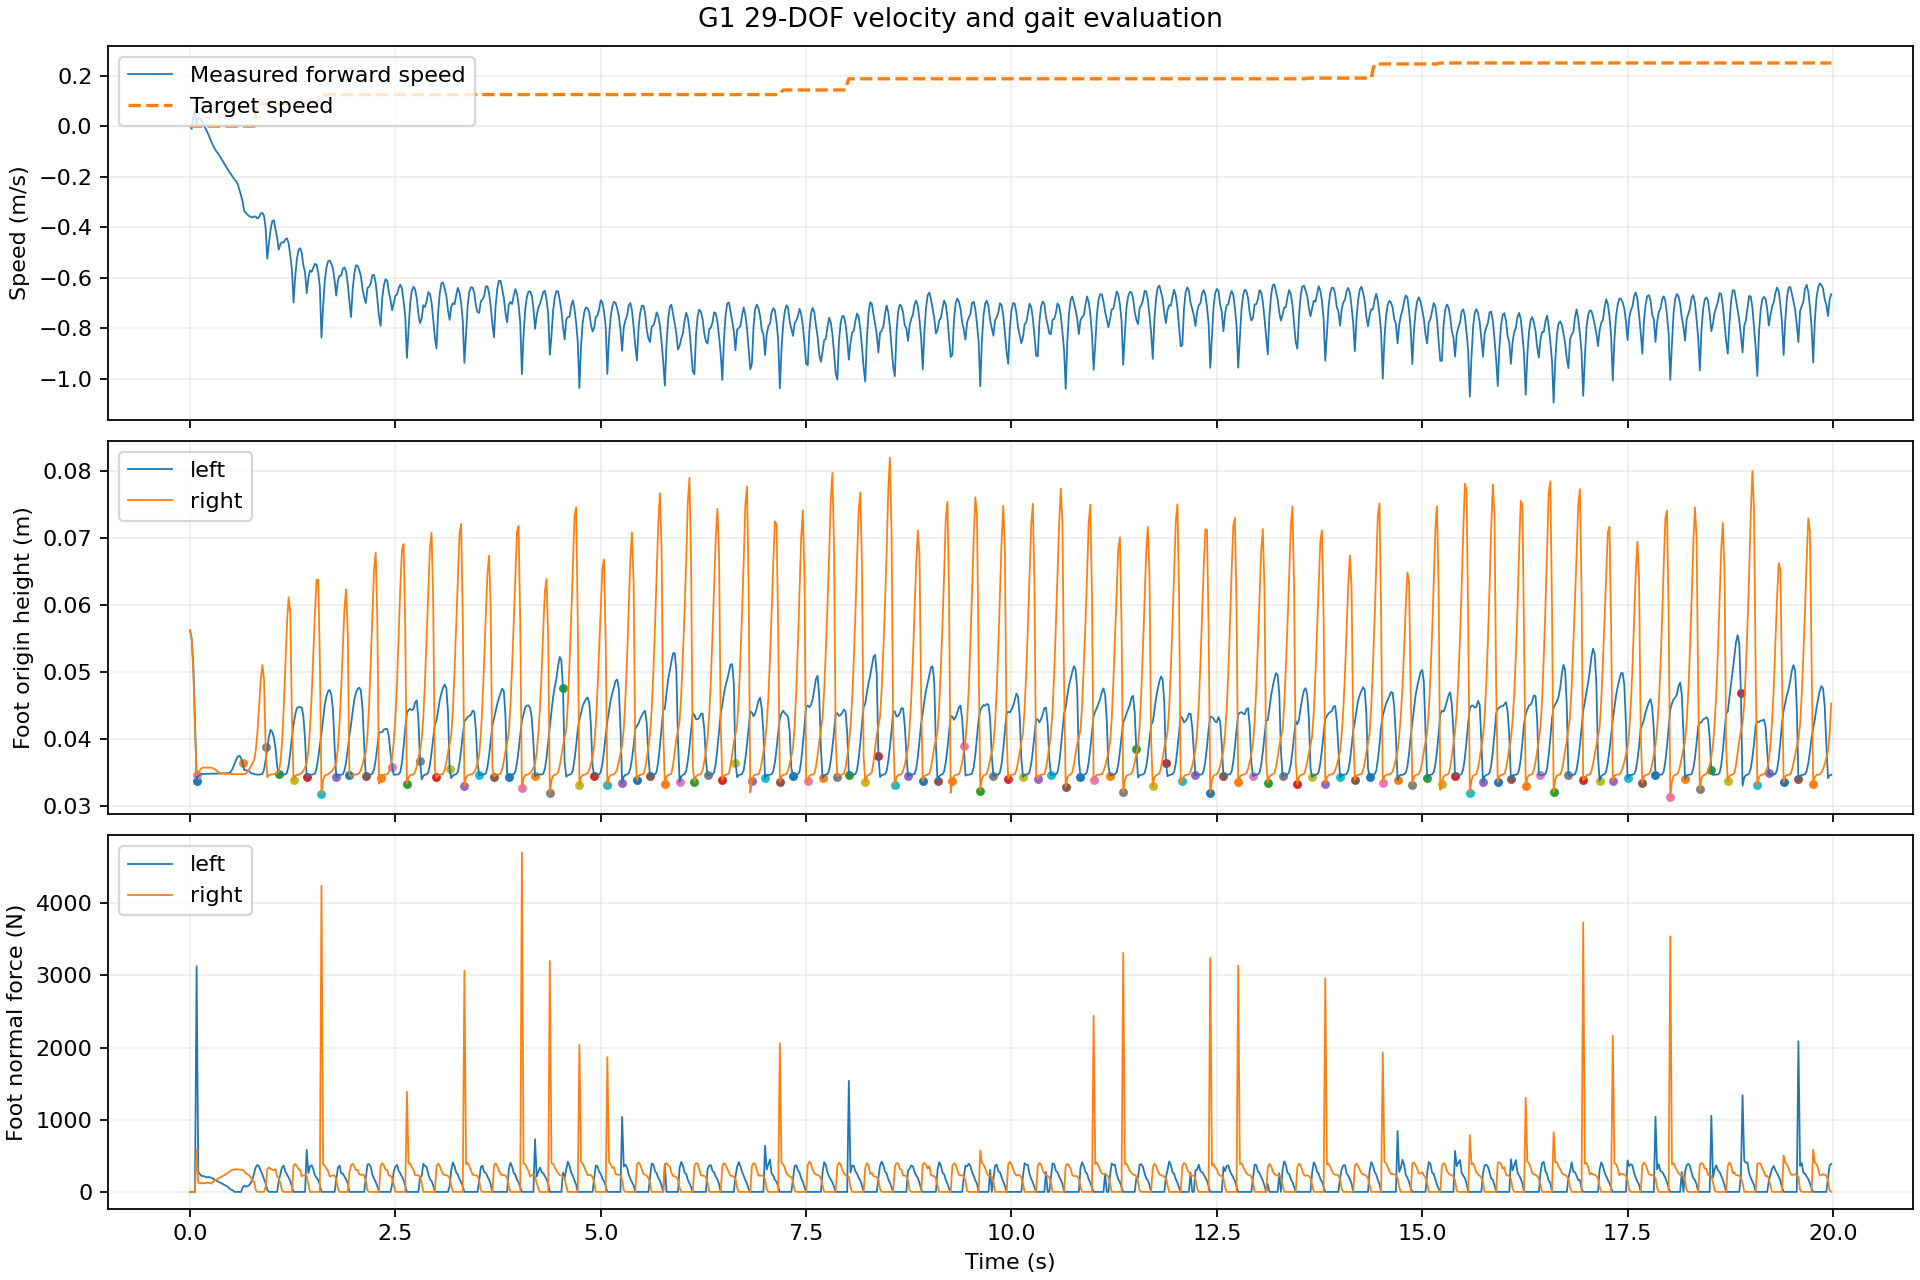 G1 29-DOF velocity and gait evaluation
Measured forward speed
Target speed
Speed (m/s)
0.2
0.0
−0.2
−0.4
−0.6
−0.8
−1.0
left
right
Foot origin height (m)
0.08
0.07
0.06
0.05
0.04
0.03
left
right
Foot normal force (N)
4000
3000
2000
1000
0
0.0 2.5 5.0 7.5 10.0 12.5 15.0 17.5 20.0
Time (s)